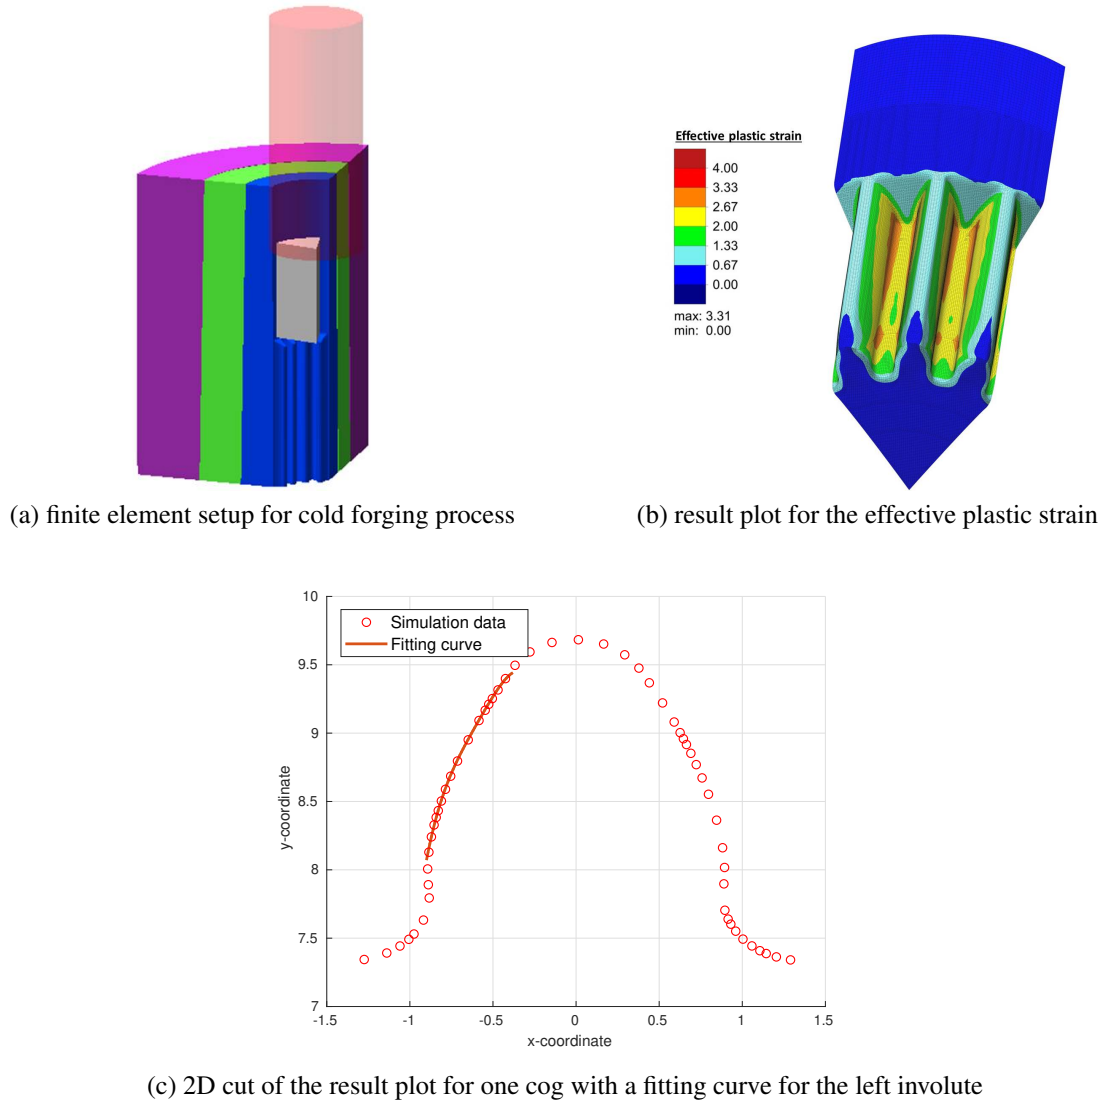 Effective plastic strain
4.00
3.33
2.67
2.00
1.33
0.67
0.00
max: 3.31
min: 0.00
(a) finite element setup for cold forging process
(b) result plot for the effective plastic strain
10
9.5
9
8.5
8
7.5
7
y-coordinate
Simulation data
Fitting curve
-1.5
-1
-0.5
0
0.5
1
1.5
x-coordinate
(c) 2D cut of the result plot for one cog with a fitting curve for the left involute